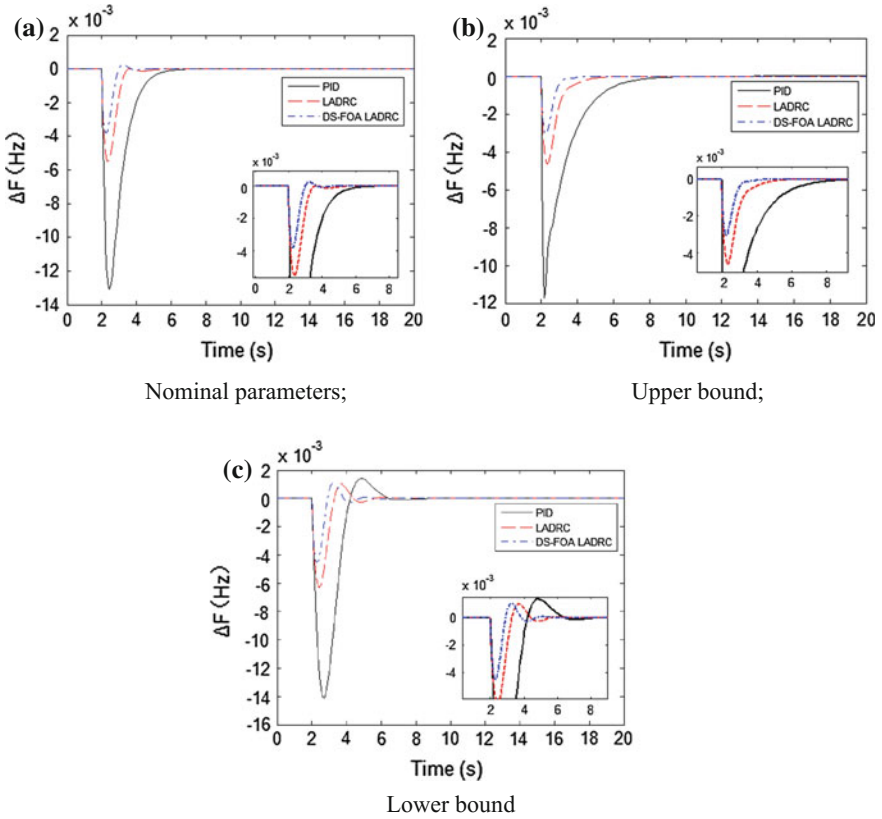 (a)
× 10⁻³
2
0
-2
-4
-6
-8
-10
-12
-14
ΔF (Hz)
PID
LADRC
DS-FOA LADRC
× 10⁻³
0
-2
-4
0 2 4 6 8
0 2 4 6 8 10 12 14 16 18 20
Time (s)
Nominal parameters;
(b)
× 10⁻³
2
0
-2
-4
-6
-8
-10
-12
ΔF (Hz)
PID
LADRC
DS-FOA LADRC
× 10⁻³
0
-2
-4
2 4 6 8
0 2 4 6 8 10 12 14 16 18 20
Time (s)
Upper bound;
(c)
× 10⁻³
2
0
-2
-4
-6
-8
-10
-12
-14
-16
ΔF (Hz)
PID
LADRC
DS-FOA LADRC
× 10⁻³
0
-2
-4
2 4 6 8
0 2 4 6 8 10 12 14 16 18 20
Time (s)
Lower bound